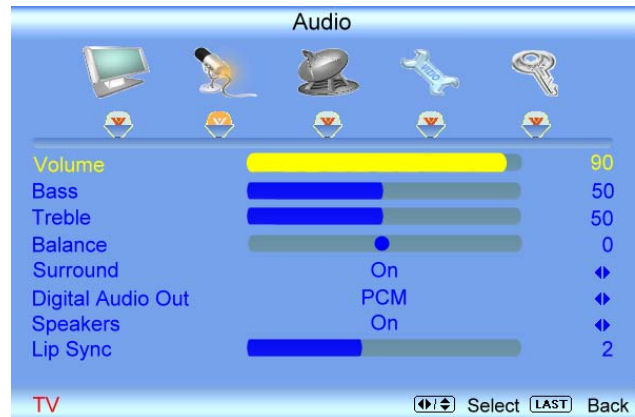 Audio
VIZIO
Volume 90
Bass 50
Treble 50
Balance 0
Surround On
Digital Audio Out PCM
Speakers On
Lip Sync 2
TV Select LAST Back